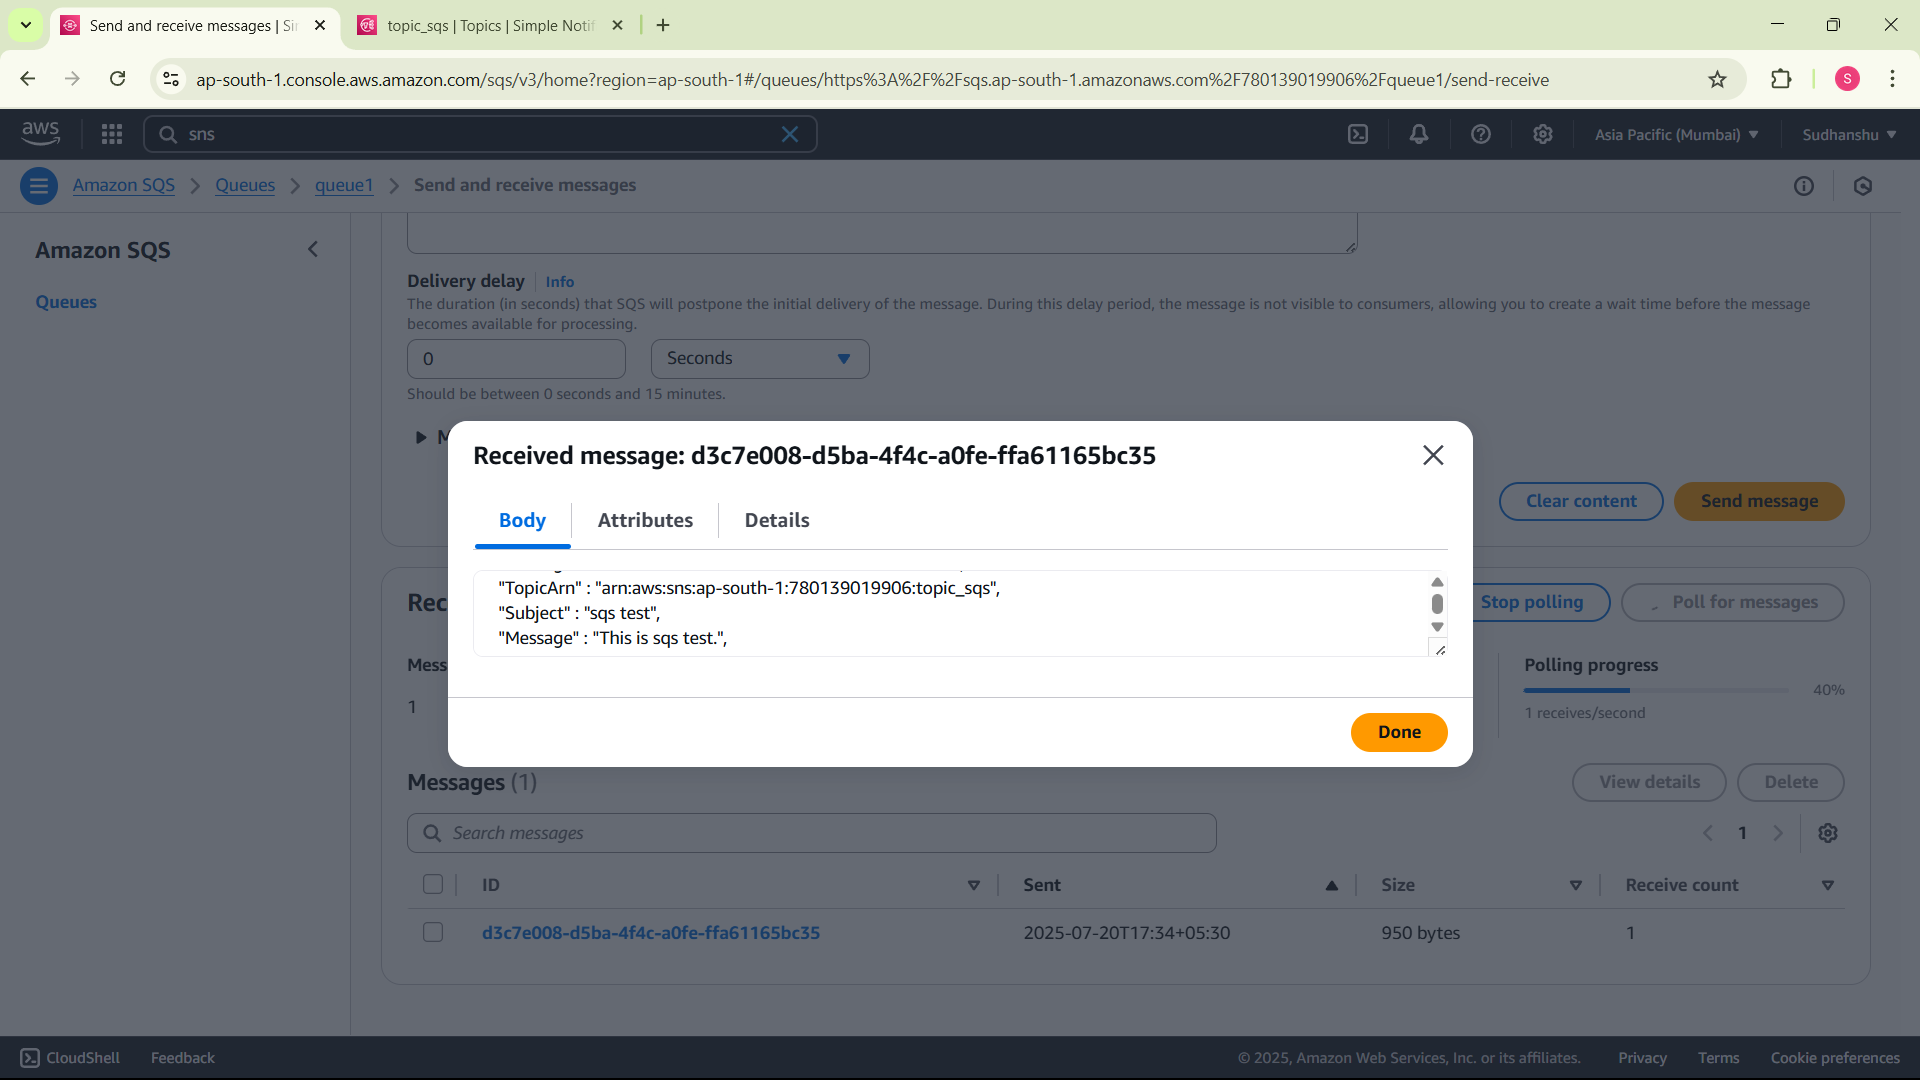 Send and receive messages | Sir
topic_sqs | Topics | Simple Notif
ap-south-1.console.aws.amazon.com/sqs/v3/home?region=ap-south-1#/queues/https%3A%2F%2Fsqs.ap-south-1.amazonaws.com%2F780139019906%2Fqueue1/send-receive
S
aws
sns
Asia Pacific (Mumbai)
Sudhanshu
Amazon SQS
Queues
queue1
Send and receive messages
Amazon SQS
Queues
Delivery delay
Info
The duration (in seconds) that SQS will postpone the initial delivery of the message. During this delay period, the message is not visible to consumers, allowing you to create a wait time before the message
becomes available for processing.
0
Seconds
Should be between 0 seconds and 15 minutes.
M
Received message: d3c7e008-d5ba-4f4c-a0fe-ffa61165bc35
Body
Attributes
Details
Clear content
Send message
"TopicArn" : "arn:aws:sns:ap-south-1:780139019906:topic_sqs",
"Subject" : "sqs test",
"Message" : "This is sqs test.",
Rec
Stop polling
Poll for messages
Mess
1
Polling progress
40%
1 receives/second
Done
Messages (1)
View details
Delete
Search messages
1
ID
Sent
Size
Receive count
d3c7e008-d5ba-4f4c-a0fe-ffa61165bc35
2025-07-20T17:34+05:30
950 bytes
1
CloudShell
Feedback
© 2025, Amazon Web Services, Inc. or its affiliates.
Privacy
Terms
Cookie preferences